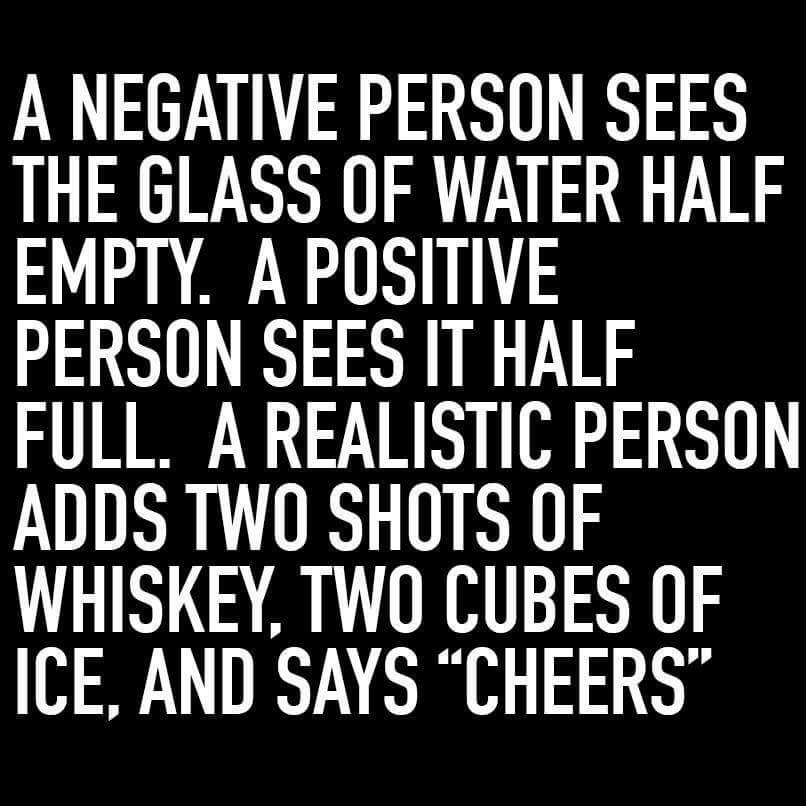 A NEGATIVE PERSON SEES
THE GLASS OF WATER HALF
EMPTY. A POSITIVE
PERSON SEES IT HALF
FULL. A REALISTIC PERSON
ADDS TWO SHOTS OF
WHISKEY, TWO CUBES OF
ICE, AND SAYS “CHEERS”